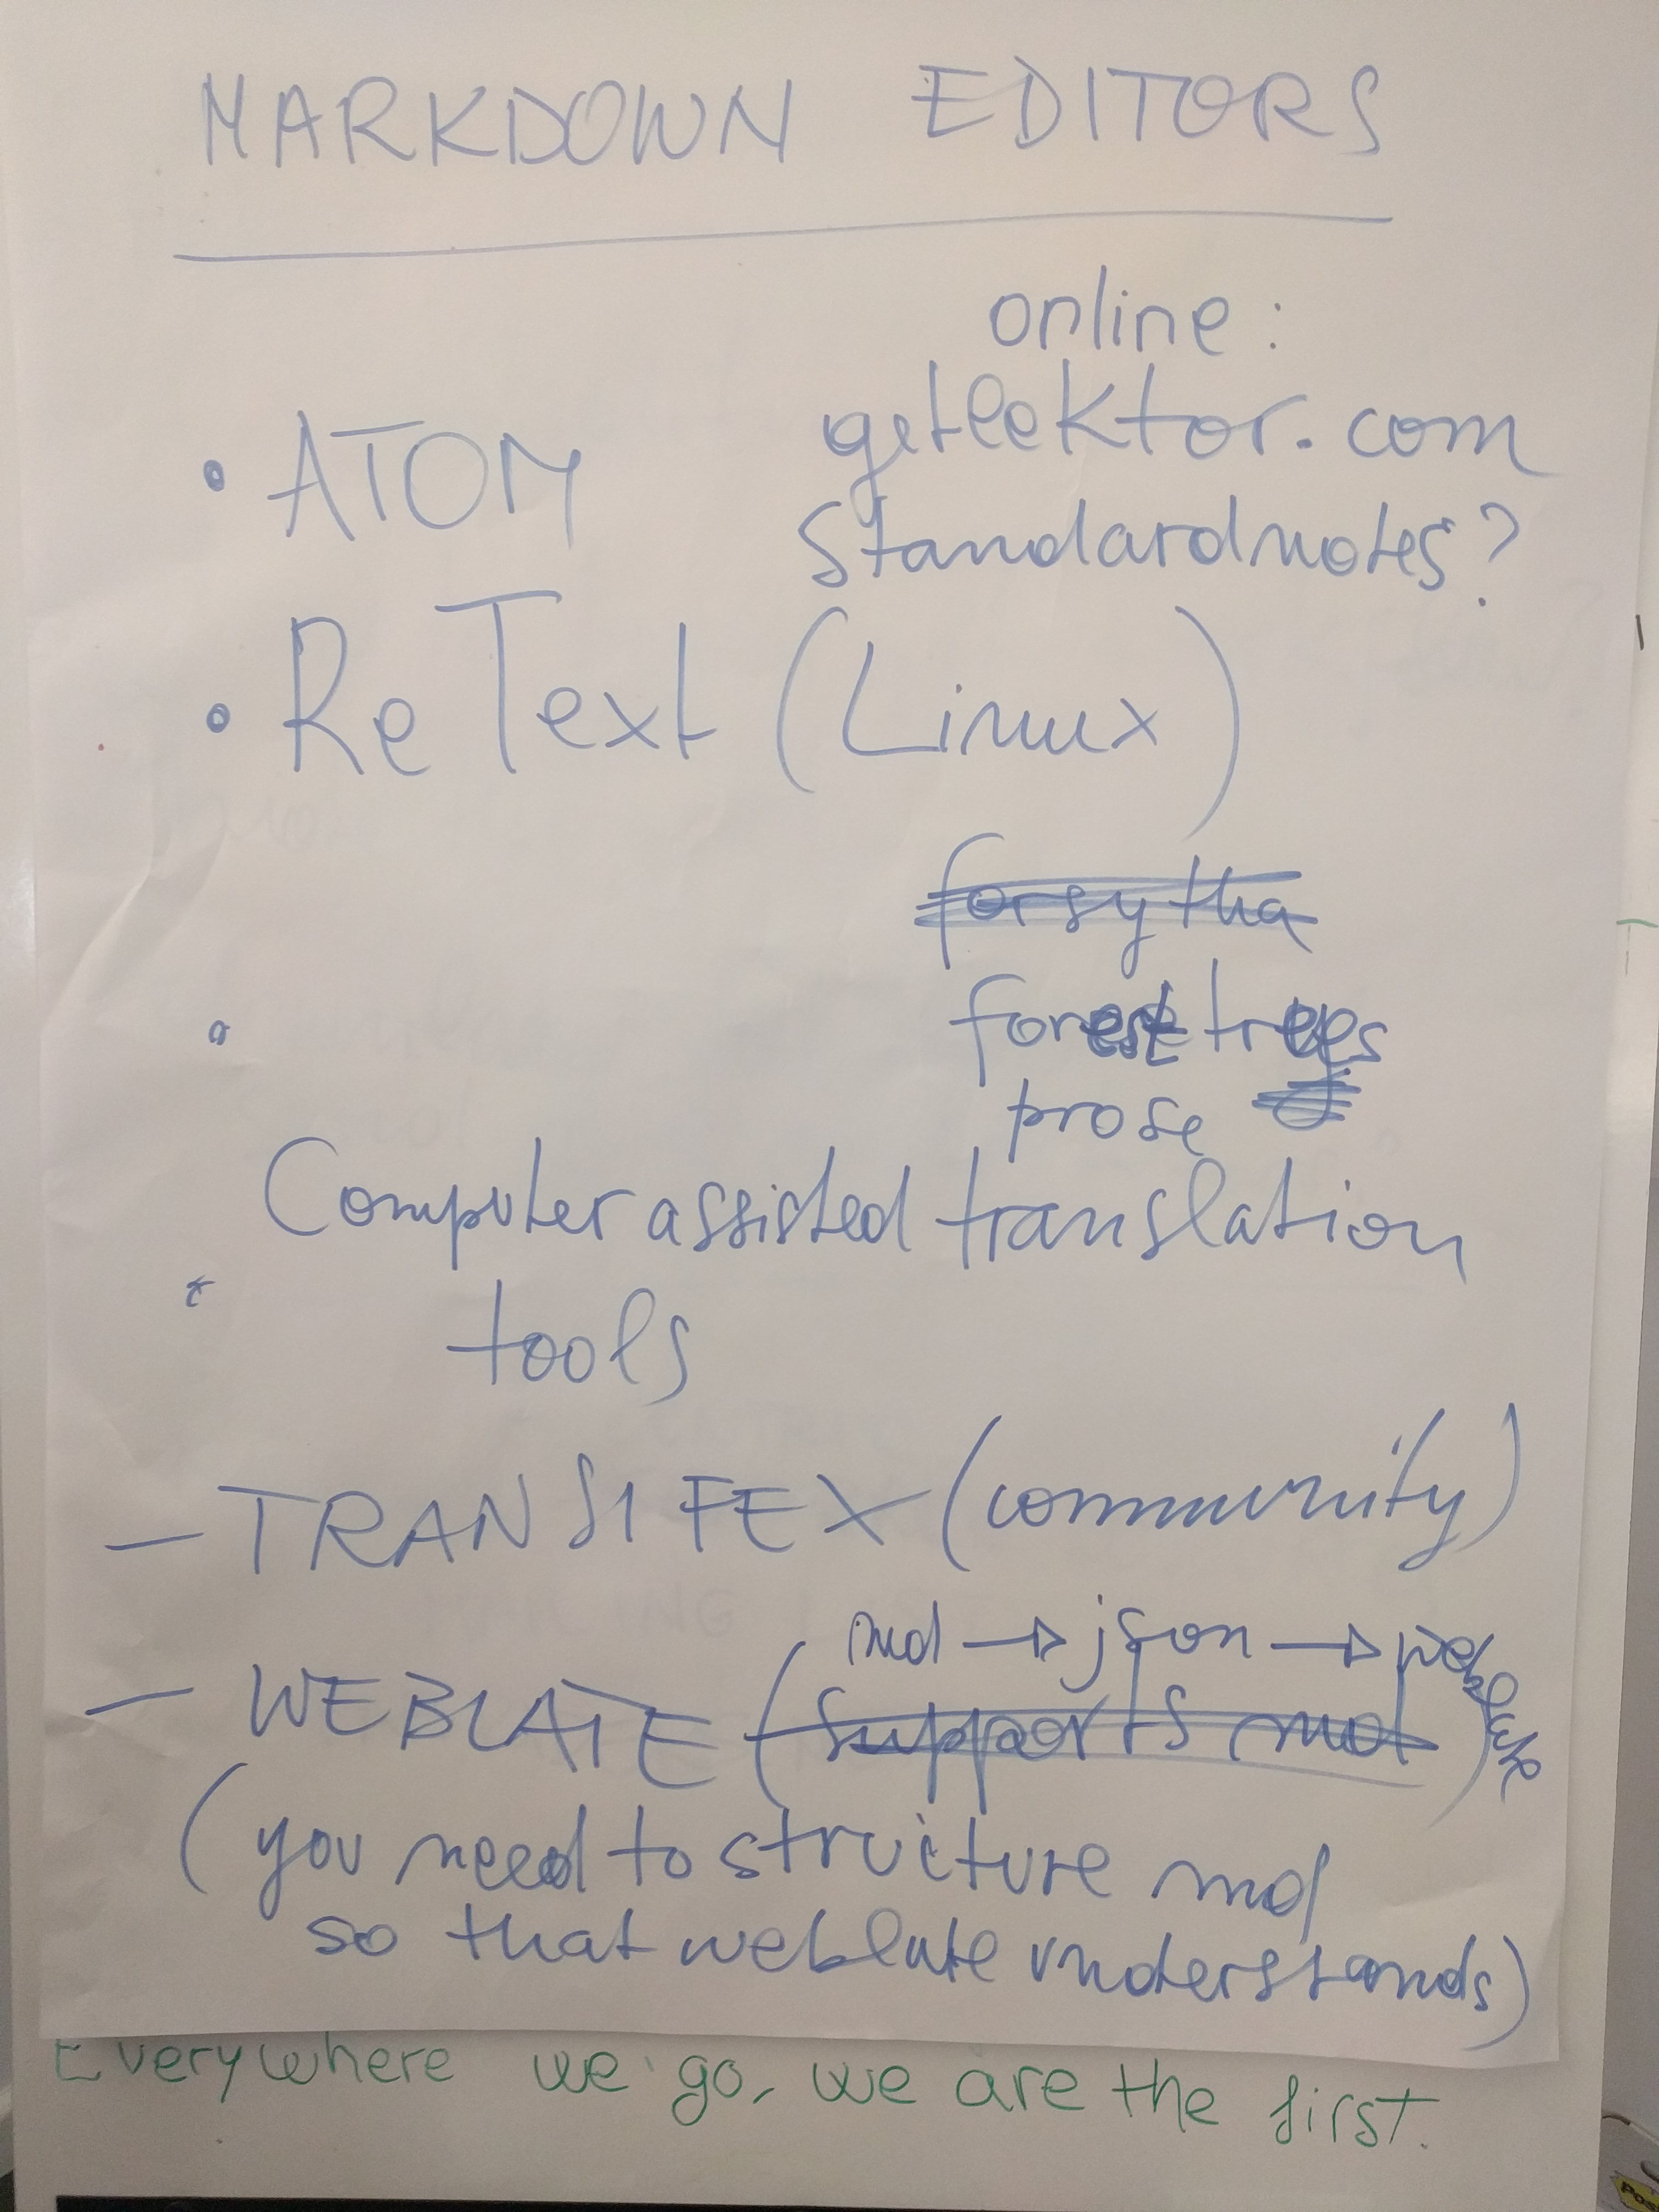 MARKDOWN EDITORS
online:
• ATOM
getlektor.com
standardnotes?
• ReText (Linux)
forsytha
forest trees
prose
Computer assisted translation
tools
- TRANSIFEX (community)
md → json → weblate
- WEBLATE (supports md)
(you need to structure md
so that weblate understands)
Everywhere we go, we are the first.